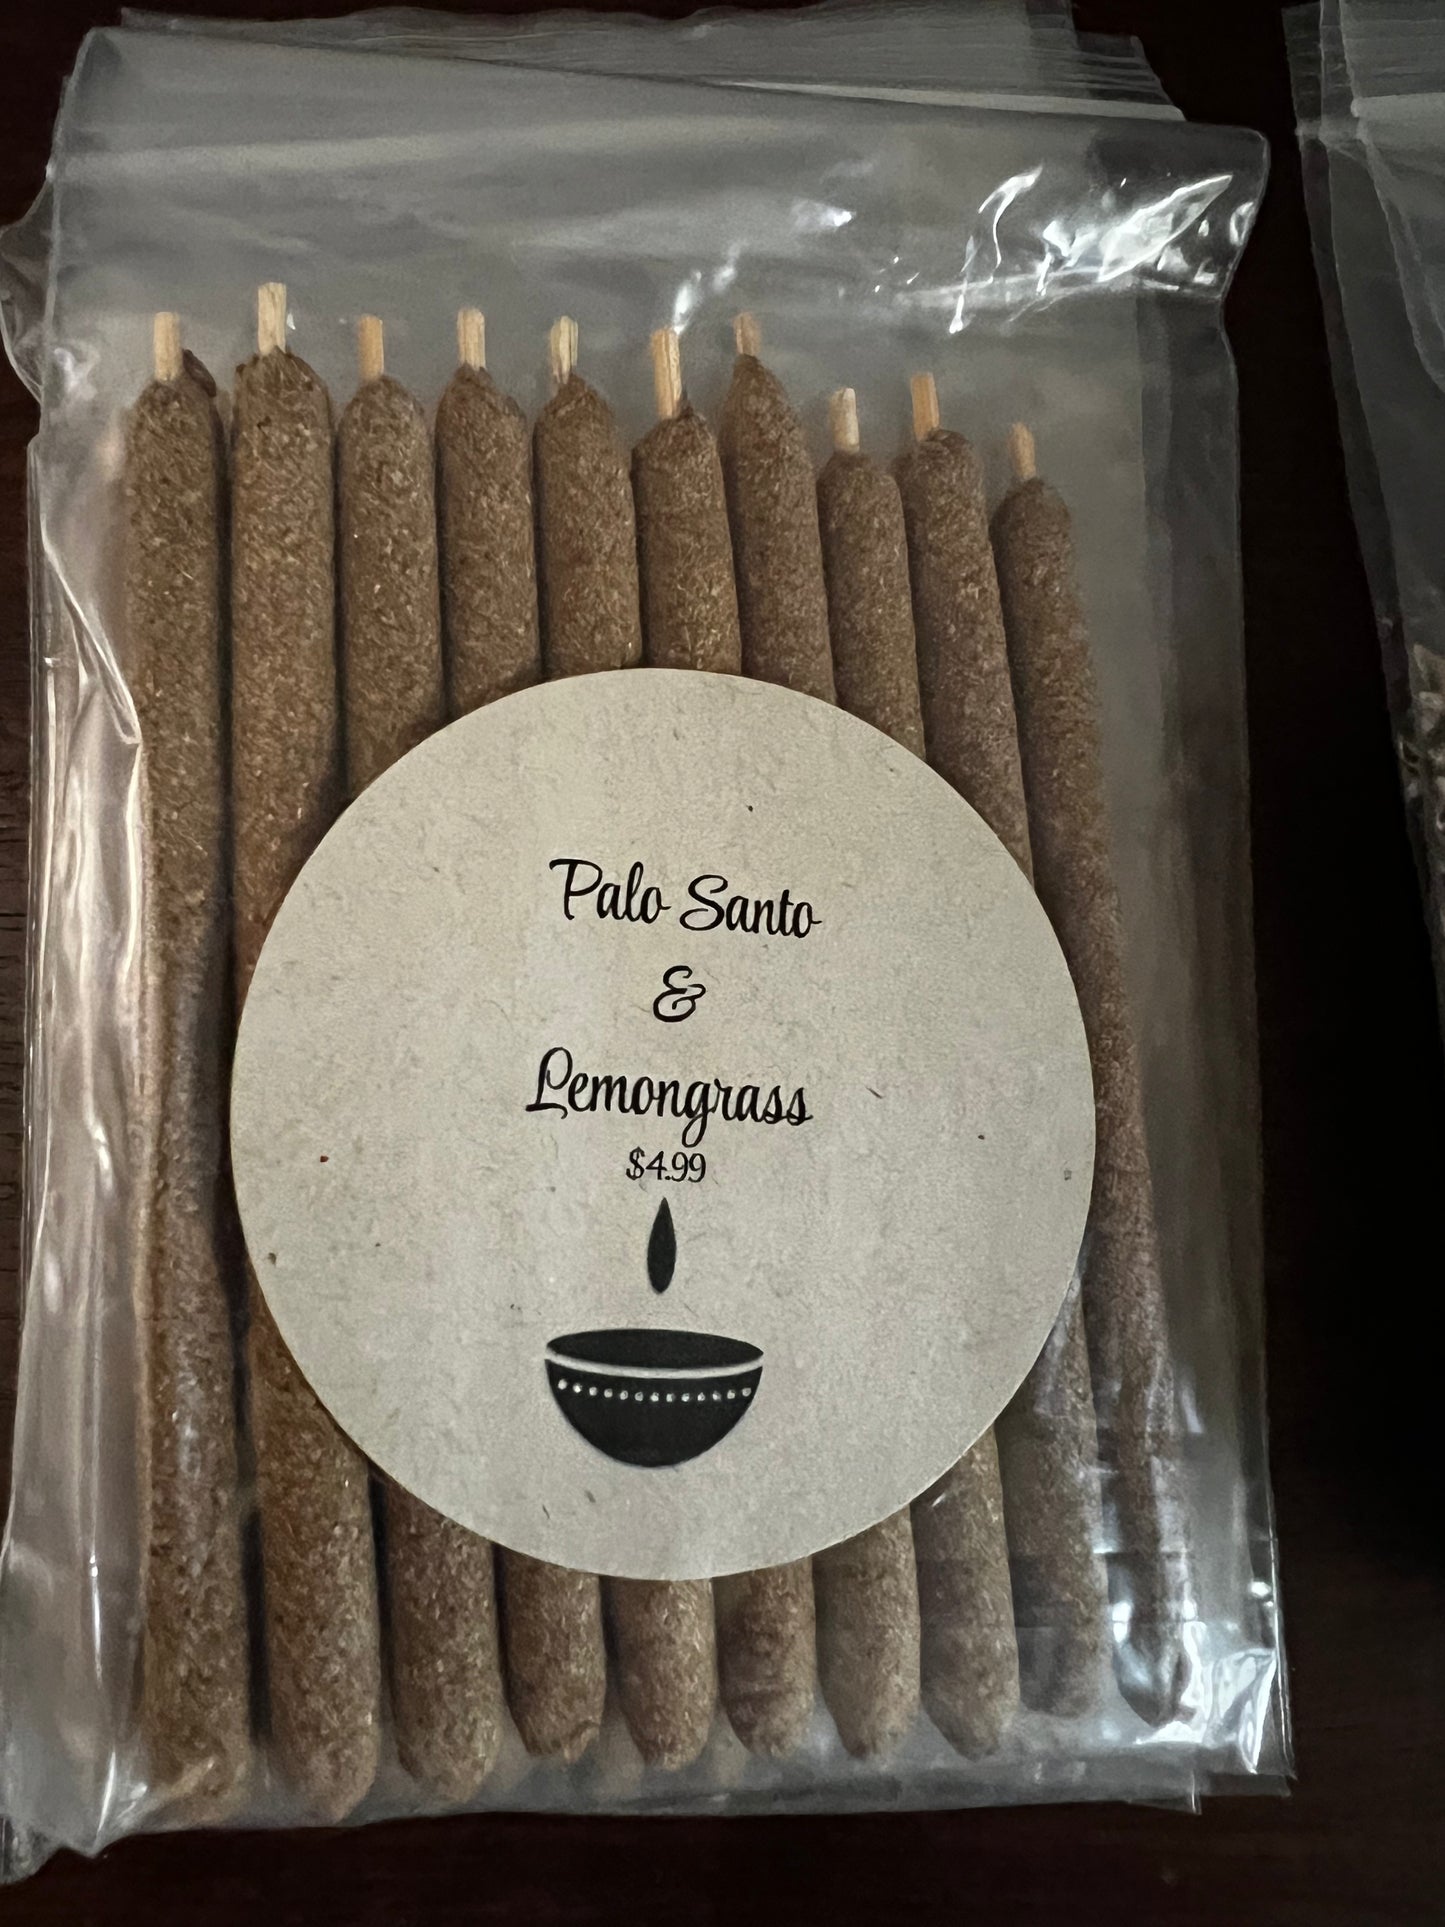 Palo Santo
&
Lemongrass
$4.99